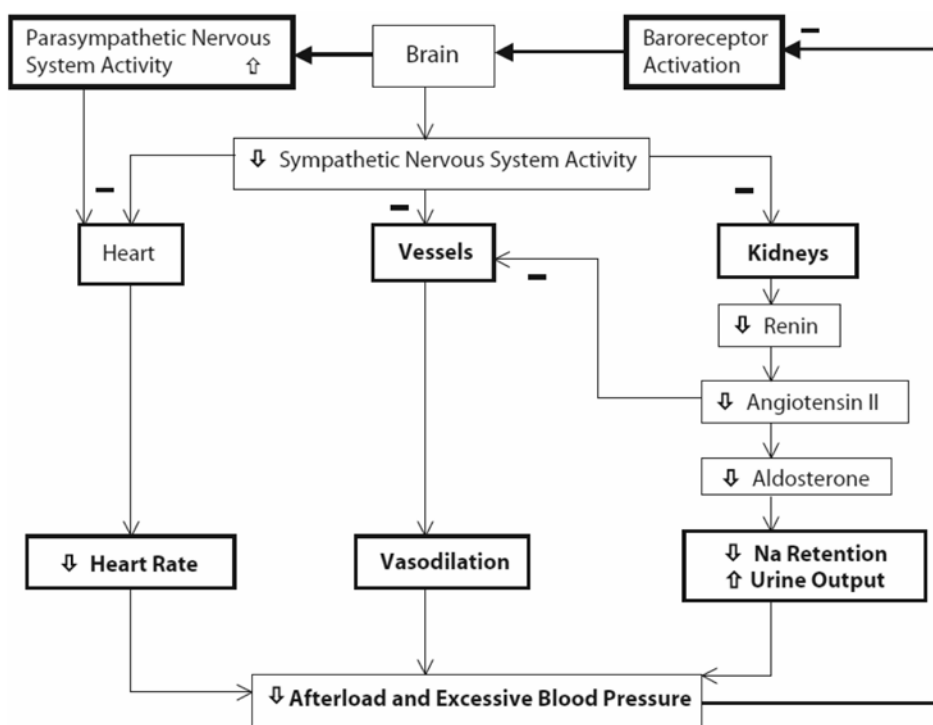 Parasympathetic Nervous
System Activity ⇧
Brain
Baroreceptor
Activation
−
⇩ Sympathetic Nervous System Activity
−
−
−
Heart
Vessels
Kidneys
−
⇩ Renin
⇩ Angiotensin II
⇩ Aldosterone
⇩ Heart Rate
Vasodilation
⇩ Na Retention
⇧ Urine Output
⇩ Afterload and Excessive Blood Pressure